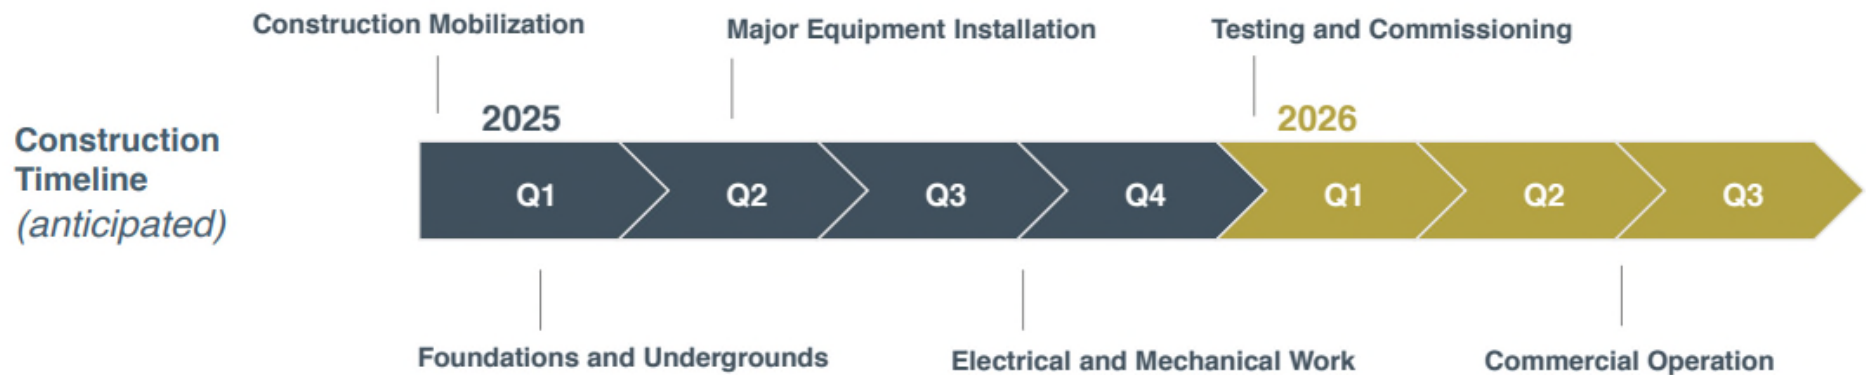 Construction Mobilization
Major Equipment Installation
Testing and Commissioning
2025
2026
Construction
Timeline
(anticipated)
Q1
Q2
Q3
Q4
Q1
Q2
Q3
Foundations and Undergrounds
Electrical and Mechanical Work
Commercial Operation